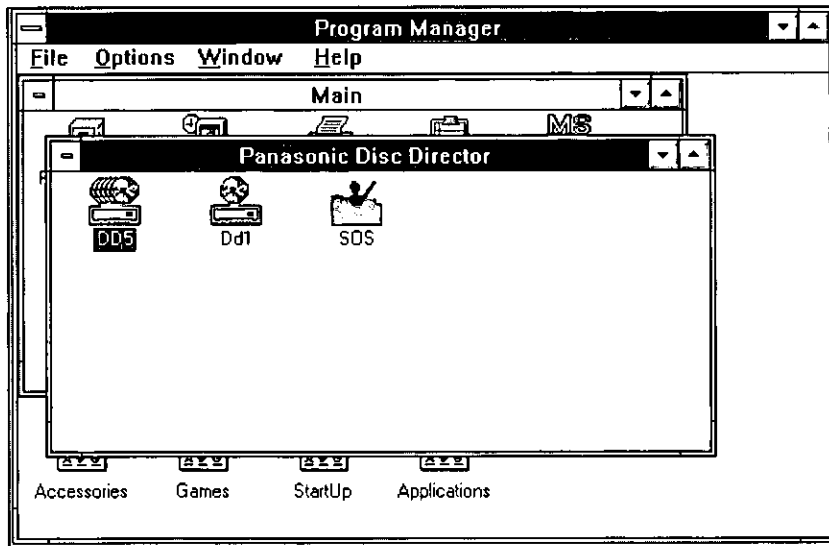 Program Manager
File Options Window Help
Main
MS
Panasonic Disc Director
DD5 Dd1 SOS
Accessories Games StartUp Applications